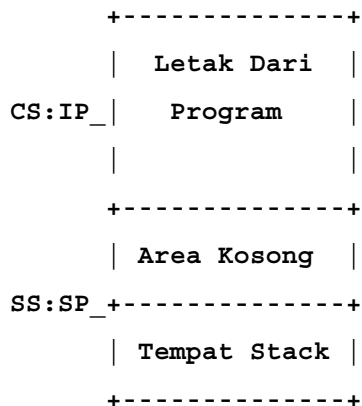 +--------------+
| Letak Dari |
CS:IP_| Program |
| |
+--------------+
| Area Kosong |
SS:SP_+--------------+
| Tempat Stack |
+--------------+